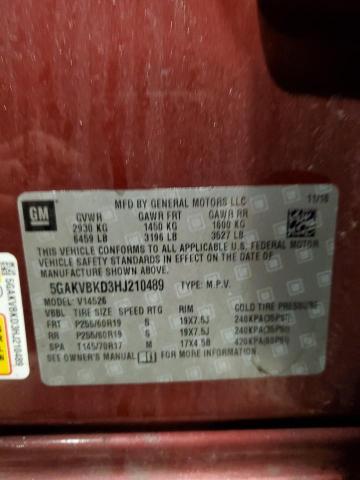 GM
MFD BY GENERAL MOTORS LLC 11/16
GVWR GAWR FRT GAWR RR
2930 KG 1450 KG 1600 KG
6459 LB 3196 LB 3527 LB
THIS VEHICLE CONFORMS TO ALL APPLICABLE U.S. FEDERAL MOTOR
VEHICLE SAFETY STANDARDS IN EFFECT ON THE DATE OF
MANUFACTURE SHOWN ABOVE.
5GAKVBKD3HJ210489 TYPE: M.P.V.
MODEL: V14526
VBBL TIRE SIZE SPEED RTG RIM COLD TIRE PRESSURE
FRT P255/60R19 S 19X7.5J 240KPA(35PSI)
RR P255/60R19 S 19X7.5J 240KPA(35PSI)
SPA T145/70R17 M 17X4.5B 420KPA(60PSI)
SEE OWNER'S MANUAL FOR ADDITIONAL INFORMATION
5GAKVBKD3HJ210489